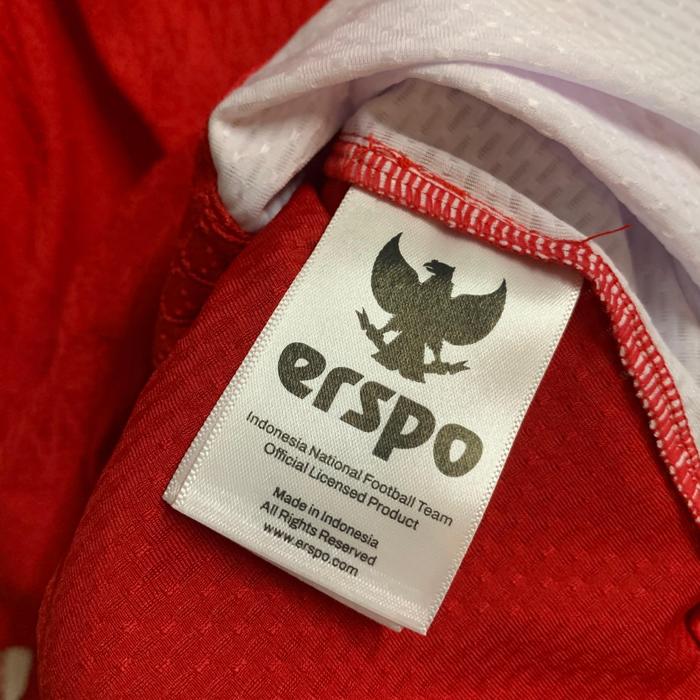 erspo
Indonesia National Football Team
Official Licensed Product
Made in Indonesia
All Rights Reserved
www.erspo.com